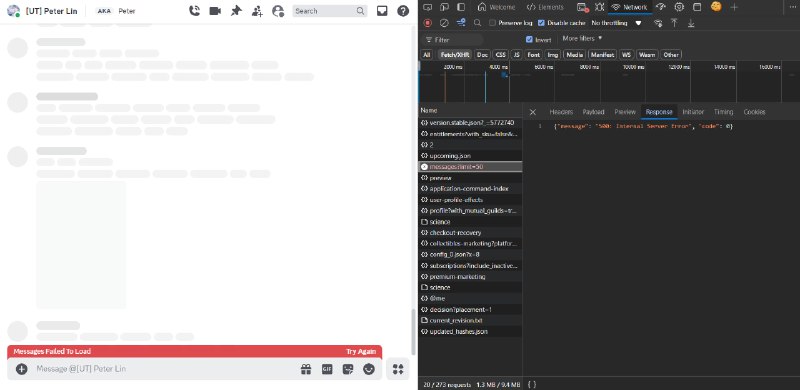 [UT] Peter Lin
AKA Peter
Search
Messages Failed To Load
Try Again
Message @[UT] Peter Lin
GIF
Welcome
Elements
Network
Preserve log
Disable cache
No throttling
Filter
Invert
More filters
All
Fetch/XHR
Doc
CSS
JS
Font
Img
Media
Manifest
WS
Wasm
Other
2000 ms
4000 ms
6000 ms
8000 ms
10000 ms
12000 ms
14000 ms
16000 ms
Name
Headers
Payload
Preview
Response
Initiator
Timing
Cookies
1 {"message": "500: Internal Server Error", "code": 0}
version.stable.json?_=5772740
entitlements?with_sku=false&...
2
upcoming.json
messages?limit=50
preview
application-command-index
user-profile-effects
profile?with_mutual_guilds=tr...
science
checkout-recovery
collectibles-marketing?platfor...
config_0.json?x=8
subscriptions?include_inactive...
premium-marketing
science
@me
decision?placement=1
current_revision.txt
updated_hashes.json
20 / 273 requests
1.3 MB / 9.4 MB
{ }